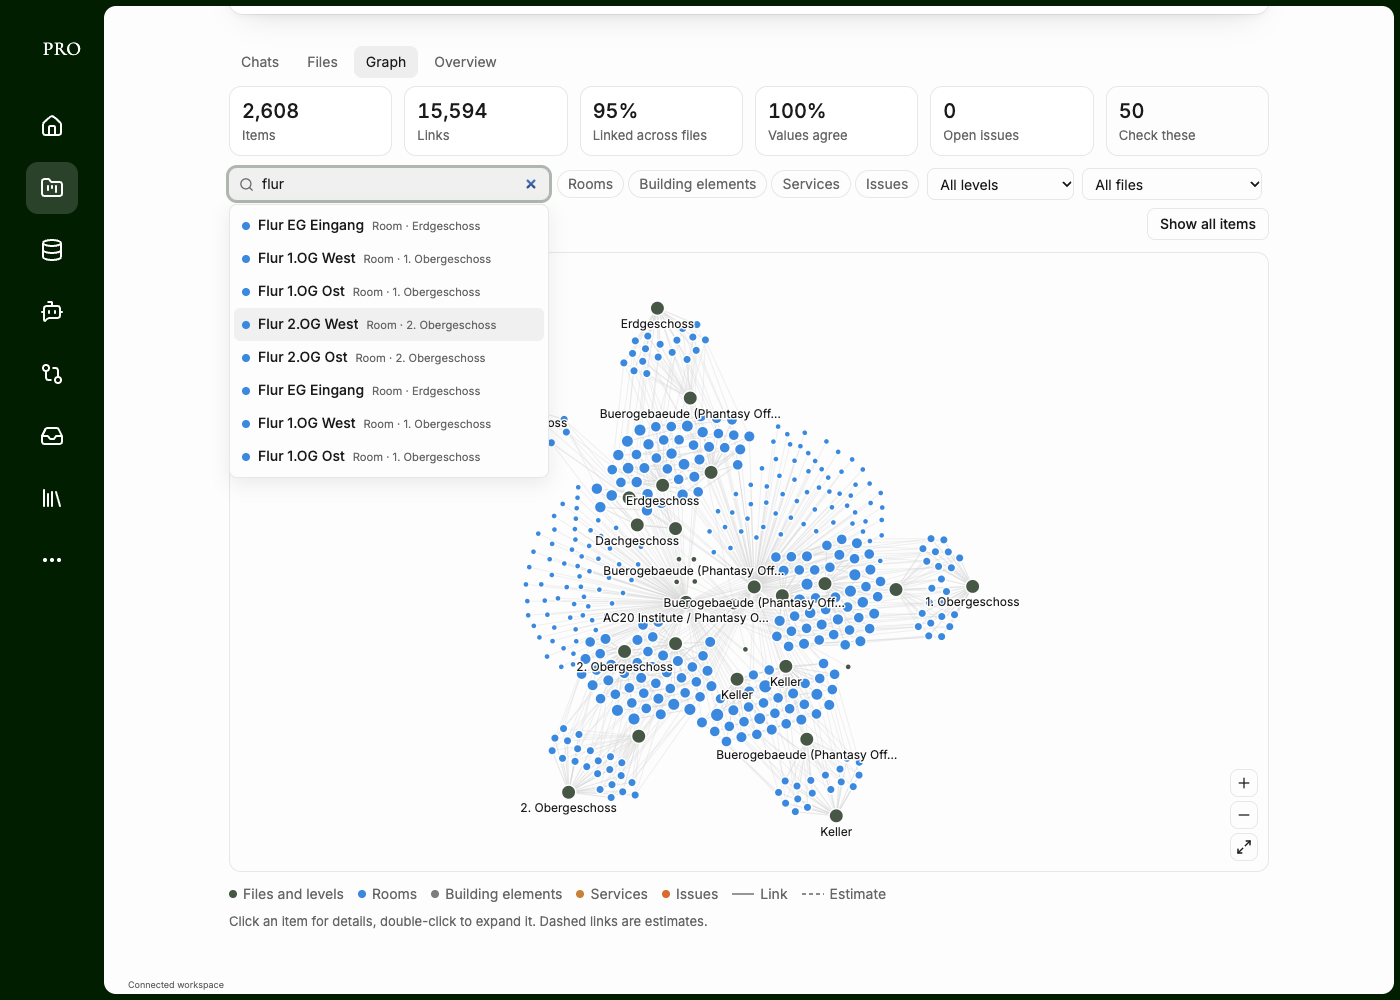 PRO
Chats Files Graph Overview
2,608 15,594 95% 100% 0 50
Items Links Linked across files Values agree Open issues Check these
flur Rooms Building elements Services Issues All levels All files
Show all items
Flur EG Eingang Room · Erdgeschoss
Flur 1.OG West Room · 1. Obergeschoss
Flur 1.OG Ost Room · 1. Obergeschoss
Flur 2.OG West Room · 2. Obergeschoss
Flur 2.OG Ost Room · 2. Obergeschoss
Flur EG Eingang Room · Erdgeschoss
Flur 1.OG West Room · 1. Obergeschoss
Flur 1.OG Ost Room · 1. Obergeschoss
Erdgeschoss
Buerogebaeude (Phantasy Off...
oss
Erdgeschoss
Dachgeschoss
Buerogebaeude (Phantasy Off...
Buerogebaeude (Phantasy Off...
1. Obergeschoss
AC20 Institute / Phantasy O...
2. Obergeschoss
Keller
Keller
Buerogebaeude (Phantasy Off...
2. Obergeschoss
Keller
Files and levels Rooms Building elements Services Issues Link Estimate
Click an item for details, double-click to expand it. Dashed links are estimates.
Connected workspace